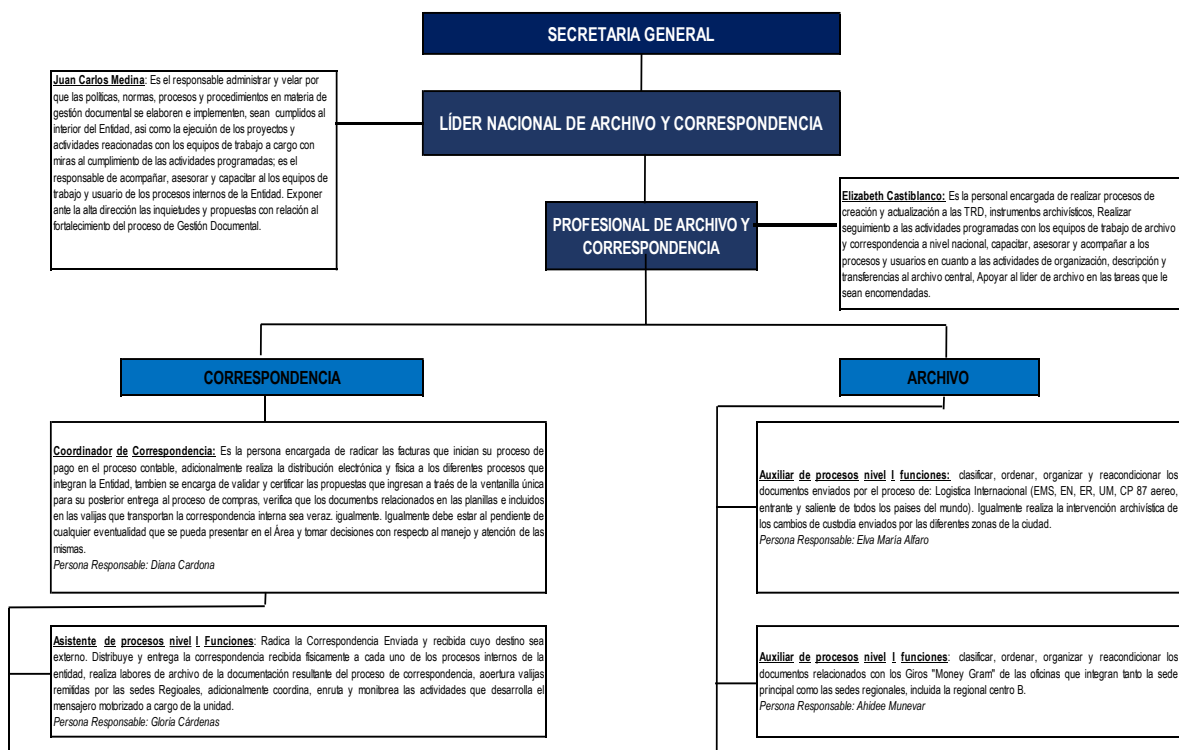 SECRETARIA GENERAL
Juan Carlos Medina: Es el responsable administrar y velar por
que las políticas, normas, procesos y procedimientos en materia de
gestión documental se elaboren e implementen, sean cumplidos al
interior del Entidad, asi como la ejecución de los proyectos y
actividades reacionadas con los equipos de trabajo a cargo con
miras al cumplimiento de las actividades programadas; es el
responsable de acompañar, asesorar y capacitar al los equipos de
trabajo y usuario de los procesos internos de la Entidad. Exponer
ante la alta dirección las inquietudes y propuestas con relación al
fortalecimiento del proceso de Gestión Documental.
LÍDER NACIONAL DE ARCHIVO Y CORRESPONDENCIA
PROFESIONAL DE ARCHIVO Y
CORRESPONDENCIA
Elizabeth Castiblanco: Es la personal encargada de realizar procesos de
creación y actualización a las TRD, instrumentos archivísticos, Realizar
seguimiento a las actividades programadas con los equipos de trabajo de archivo
y correspondencia a nivel nacional, capacitar, asesorar y acompañar a los
procesos y usuarios en cuanto a las actividades de organización, descripción y
transferencias al archivo central, Apoyar al lider de archivo en las tareas que le
sean encomendadas.
CORRESPONDENCIA
Coordinador de Correspondencia: Es la persona encargada de radicar las facturas que inician su proceso de
pago en el proceso contable, adicionalmente realiza la distribución electrónica y física a los diferentes procesos que
integran la Entidad, tambien se encarga de validar y certificar las propuestas que ingresan a traés de la ventanilla única
para su posterior entrega al proceso de compras, verifica que los documentos relacionados en las planillas e incluidos
en las valijas que transportan la correspondencia interna sea veraz. igualmente. Igualmente debe estar al pendiente de
cualquier eventualidad que se pueda presentar en el Área y tomar decisiones con respecto al manejo y atención de las
mismas.
Persona Responsable: Diana Cardona
Asistente de procesos nivel I Funciones: Radica la Correspondencia Enviada y recibida cuyo destino sea
externo. Distribuye y entrega la correspondencia recibida físicamente a cada uno de los procesos internos de la
entidad, realiza labores de archivo de la documentación resultante del proceso de correspondencia, aoertura valijas
remitidas por las sedes Regionales, adicionalmente coordina, enruta y monitorea las actividades que desarrolla el
mensajero motorizado a cargo de la unidad.
Persona Responsable: Gloria Cárdenas
ARCHIVO
Auxiliar de procesos nivel I funciones: clasificar, ordenar, organizar y reacondicionar los
documentos enviados por el proceso de: Logistica Internacional (EMS, EN, ER, UM, CP 87 aereo,
entrante y saliente de todos los paises del mundo). Igualmente realiza la intervención archivística de
los cambios de custodia enviados por las diferentes zonas de la ciudad.
Persona Responsable: Elva María Alfaro
Auxiliar de procesos nivel I funciones: clasificar, ordenar, organizar y reacondicionar los
documentos relacionados con los Giros "Money Gram" de las oficinas que integran tanto la sede
principal como las sedes regionales, incluida la regional centro B.
Persona Responsable: Ahidee Munevar